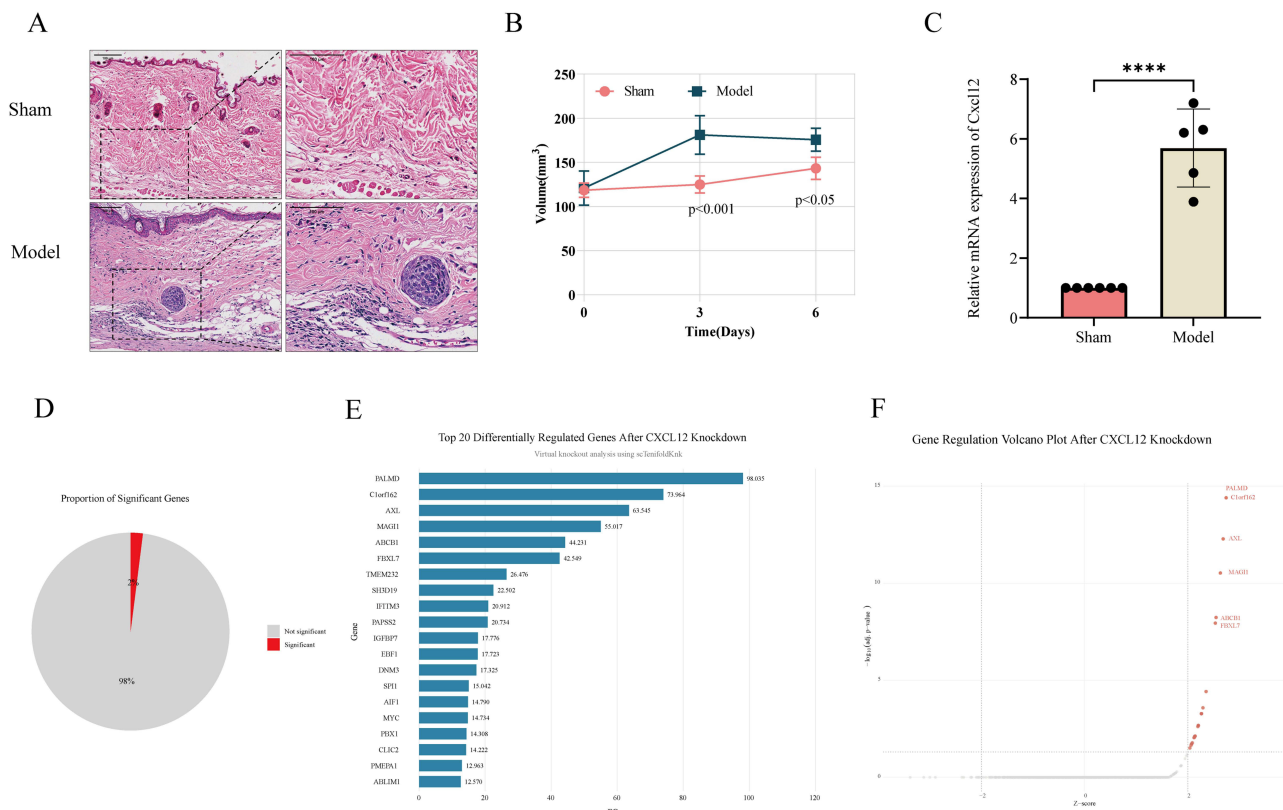 A
Sham
Model
B
Sham
Model
250
200
150
100
50
0
Volume(mm³)
p<0.001
p<0.05
0
3
6
Time(Days)
C
Relative mRNA expression of Cxcl12
8
6
4
2
0
****
Sham
Model
D
Proportion of Significant Genes
2%
98%
Not significant
Significant
E
Top 20 Differentially Regulated Genes After CXCL12 Knockdown
Virtual knockout analysis using scTenifoldKnk
Gene
PALMD 98.035
C1orf162 73.964
AXL 63.545
MAGI1 55.017
ABCB1 44.231
FBXL7 42.549
TMEM232 26.476
SH3D19 22.502
IFITM3 20.912
PAPSS2 20.734
IGFBP7 17.776
EBF1 17.723
DNM3 17.325
SPI1 15.042
AIF1 14.790
MYC 14.734
PBX1 14.308
CLIC2 14.222
PMEPA1 12.963
ABLIM1 12.570
0
20
40
60
80
100
120
F
Gene Regulation Volcano Plot After CXCL12 Knockdown
−log₁₀(adj. p-value )
15
10
5
0
PALMD
C1orf162
AXL
MAGI1
ABCB1
FBXL7
−2
0
2
Z−score